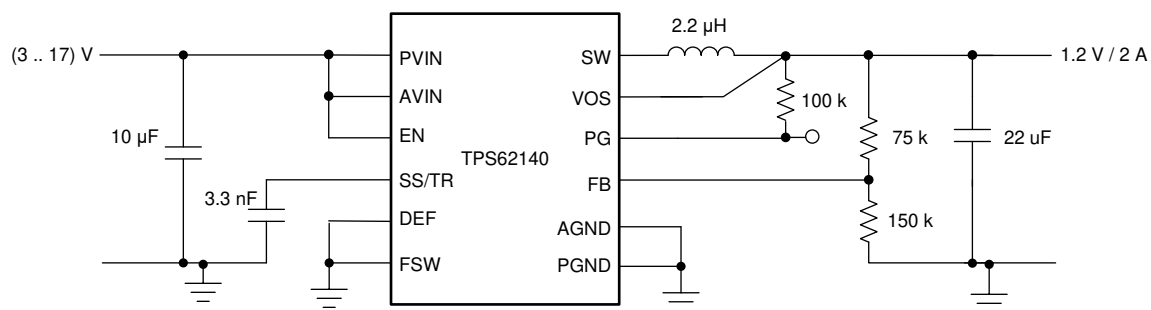 2.2 µH
(3 .. 17) V
PVIN
SW
1.2 V / 2 A
AVIN
VOS
100 k
10 µF
EN
PG
75 k
22 uF
TPS62140
3.3 nF
SS/TR
FB
DEF
AGND
150 k
FSW
PGND